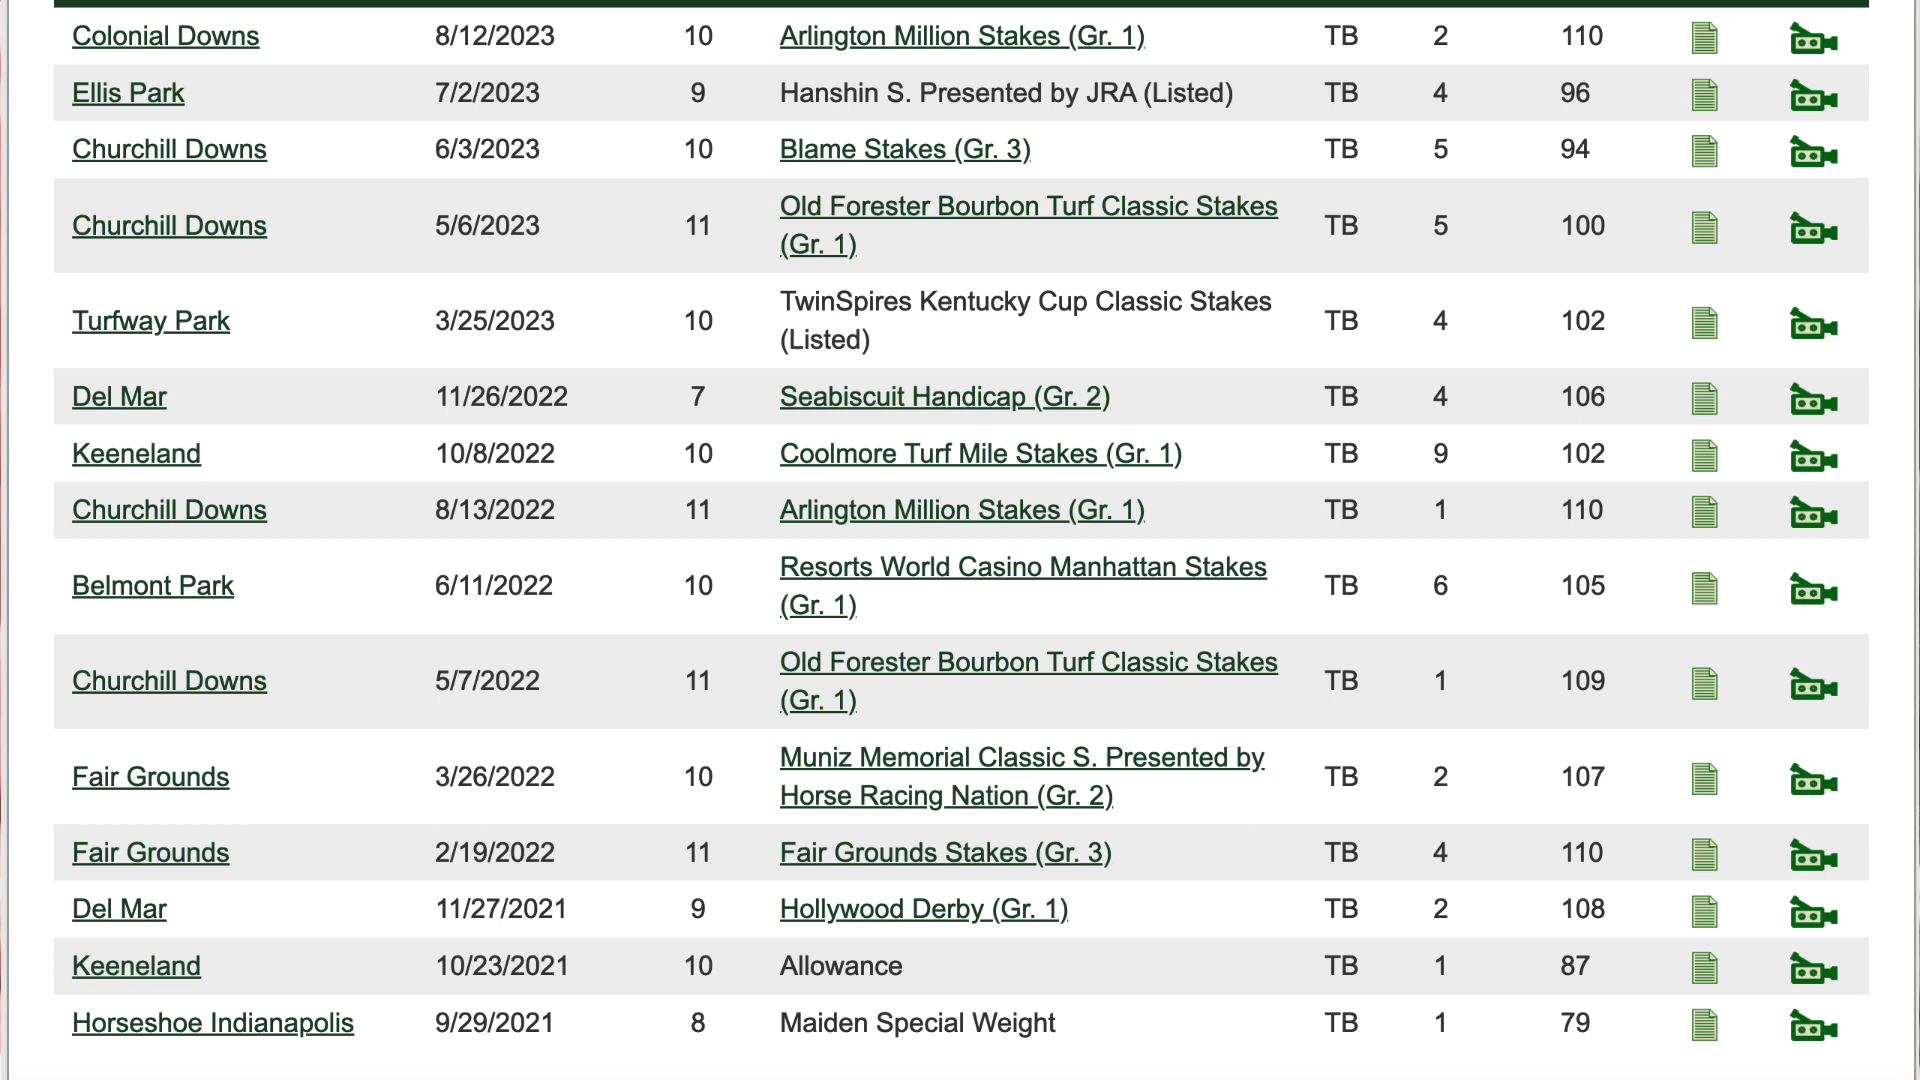 Colonial Downs 8/12/2023 10 Arlington Million Stakes (Gr. 1) TB 2 110
Ellis Park 7/2/2023 9 Hanshin S. Presented by JRA (Listed) TB 4 96
Churchill Downs 6/3/2023 10 Blame Stakes (Gr. 3) TB 5 94
Churchill Downs 5/6/2023 11 Old Forester Bourbon Turf Classic Stakes
(Gr. 1) TB 5 100
Turfway Park 3/25/2023 10 TwinSpires Kentucky Cup Classic Stakes
(Listed) TB 4 102
Del Mar 11/26/2022 7 Seabiscuit Handicap (Gr. 2) TB 4 106
Keeneland 10/8/2022 10 Coolmore Turf Mile Stakes (Gr. 1) TB 9 102
Churchill Downs 8/13/2022 11 Arlington Million Stakes (Gr. 1) TB 1 110
Belmont Park 6/11/2022 10 Resorts World Casino Manhattan Stakes
(Gr. 1) TB 6 105
Churchill Downs 5/7/2022 11 Old Forester Bourbon Turf Classic Stakes
(Gr. 1) TB 1 109
Fair Grounds 3/26/2022 10 Muniz Memorial Classic S. Presented by
Horse Racing Nation (Gr. 2) TB 2 107
Fair Grounds 2/19/2022 11 Fair Grounds Stakes (Gr. 3) TB 4 110
Del Mar 11/27/2021 9 Hollywood Derby (Gr. 1) TB 2 108
Keeneland 10/23/2021 10 Allowance TB 1 87
Horseshoe Indianapolis 9/29/2021 8 Maiden Special Weight TB 1 79